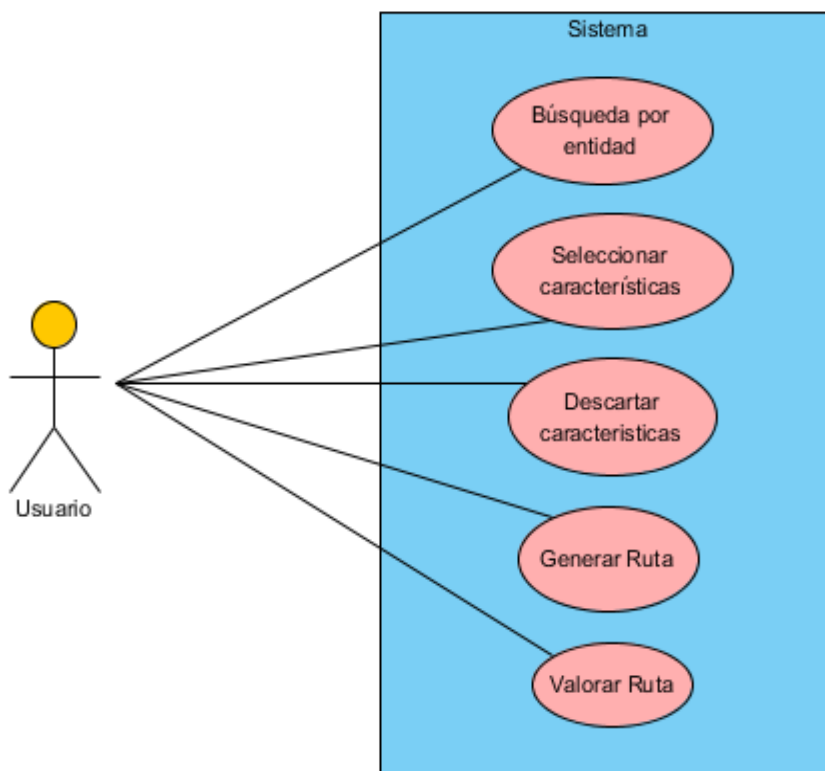 Sistema
Búsqueda por
entidad
Seleccionar
características
Descartar
caracteristicas
Usuario
Generar Ruta
Valorar Ruta